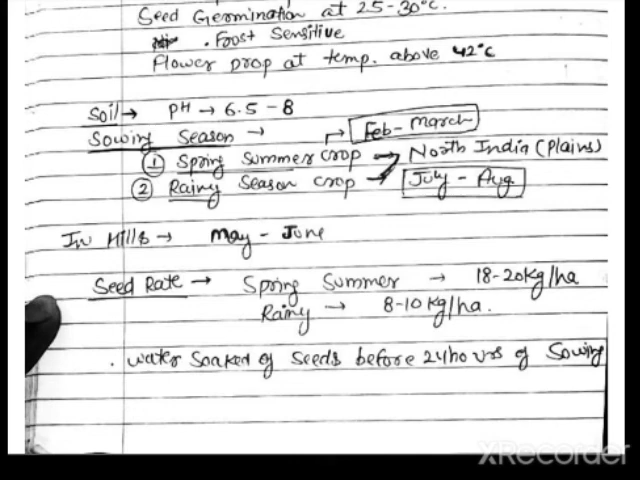 Seed Germination at 25-30°C.
. Frost Sensitive
Flower Drop at temp. above 42°C
Soil → PH → 6.5 - 8
Sowing Season → Feb - March
① Spring Summer crop → North India (Plains)
② Rainy Season crop → July - Aug
In Hills → May - June
Seed Rate → Spring Summer → 18-20kg/ha
Rainy → 8-10kg/ha.
. Water Soaked of Seeds before 24hours of Sowing
XRecorder